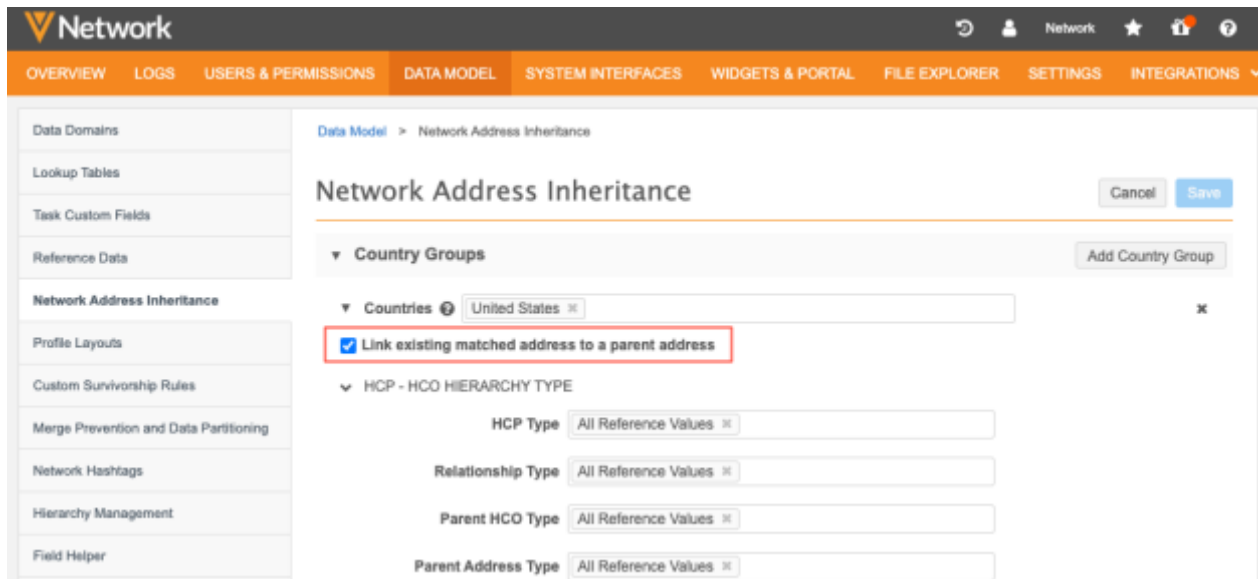 Network
Network
OVERVIEW LOGS USERS & PERMISSIONS DATA MODEL SYSTEM INTERFACES WIDGETS & PORTAL FILE EXPLORER SETTINGS INTEGRATIONS
Data Domains
Lookup Tables
Task Custom Fields
Reference Data
Network Address Inheritance
Profile Layouts
Custom Survivorship Rules
Merge Prevention and Data Partitioning
Network Hashtags
Hierarchy Management
Field Helper
Data Model > Network Address Inheritance
Network Address Inheritance
Cancel Save
Country Groups
Add Country Group
Countries United States
Link existing matched address to a parent address
HCP - HCO HIERARCHY TYPE
HCP Type All Reference Values
Relationship Type All Reference Values
Parent HCO Type All Reference Values
Parent Address Type All Reference Values